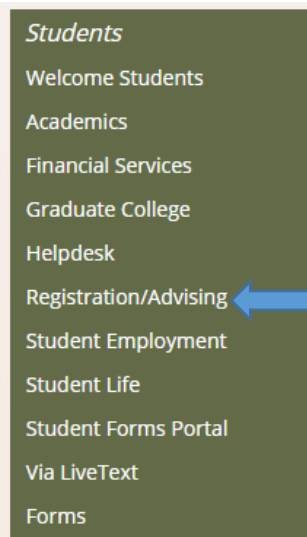 Students
Welcome Students
Academics
Financial Services
Graduate College
Helpdesk
Registration/Advising
Student Employment
Student Life
Student Forms Portal
Via LiveText
Forms